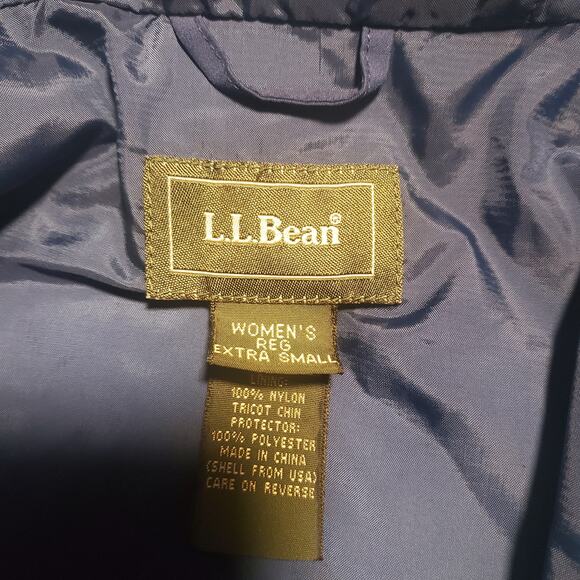 L.L.Bean®
WOMEN'S
REG
EXTRA SMALL
LINING:
100% NYLON
TRICOT CHIN
PROTECTOR:
100% POLYESTER
MADE IN CHINA
(SHELL FROM USA)
CARE ON REVERSE